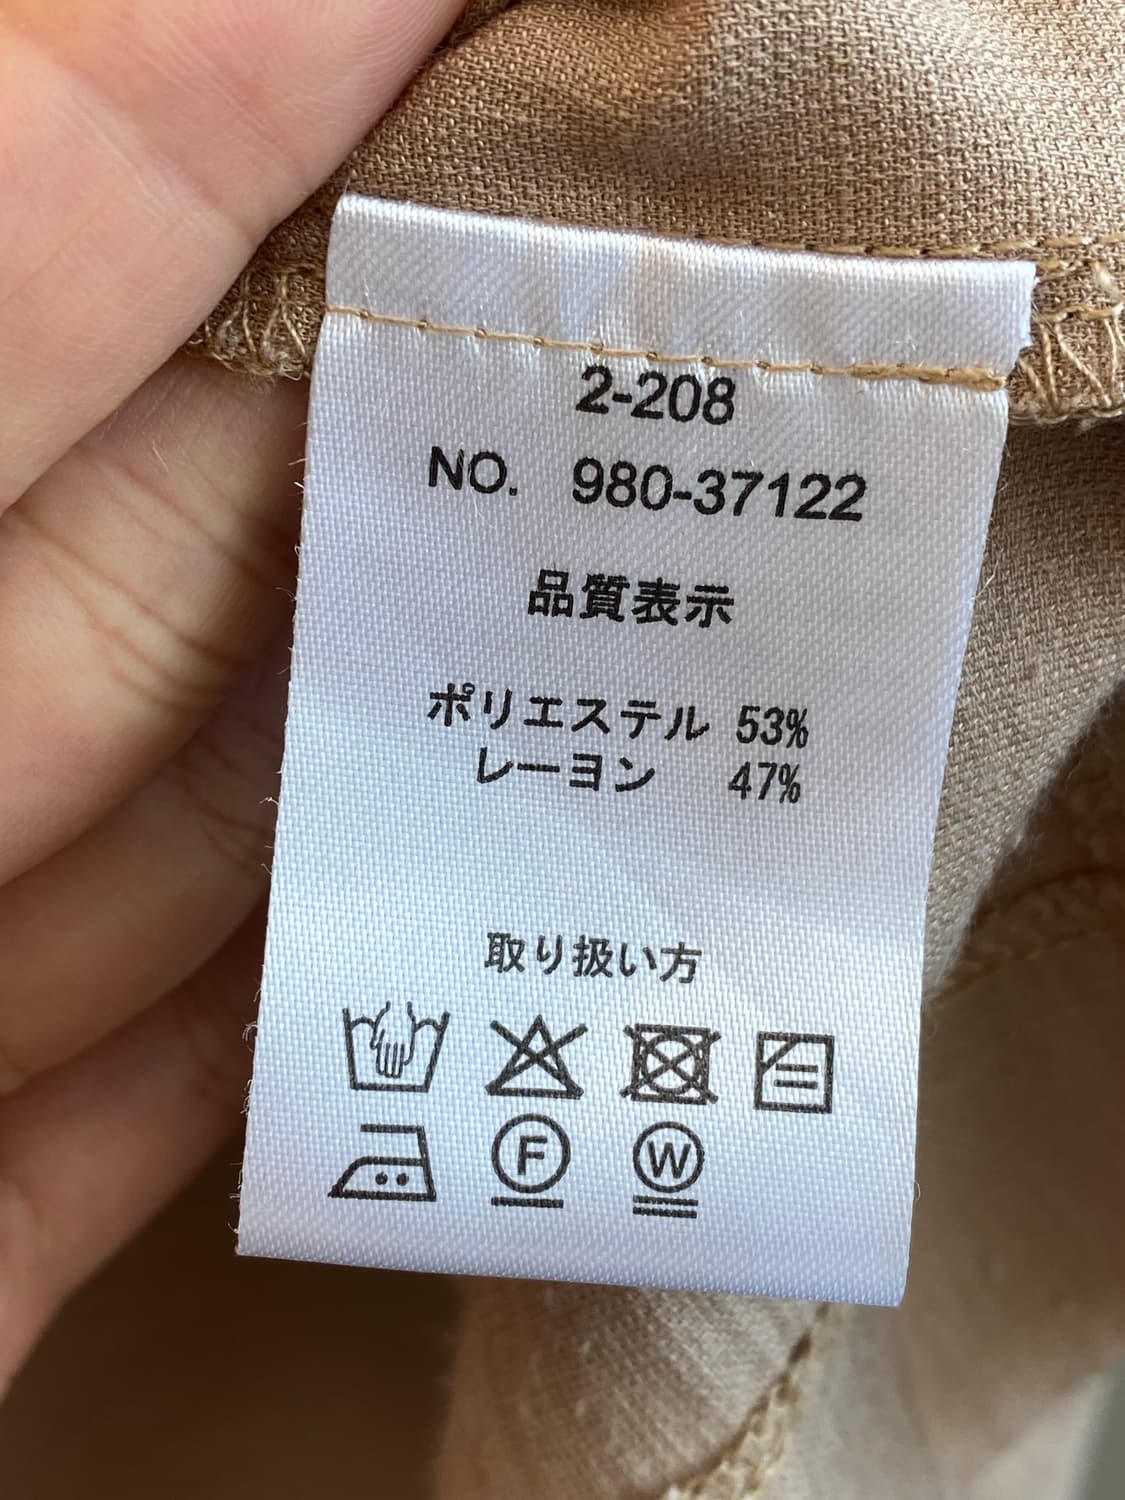 2-208
NO. 980-37122
品質表示
ポリエステル 53%
レーヨン 47%
取り扱い方
F W